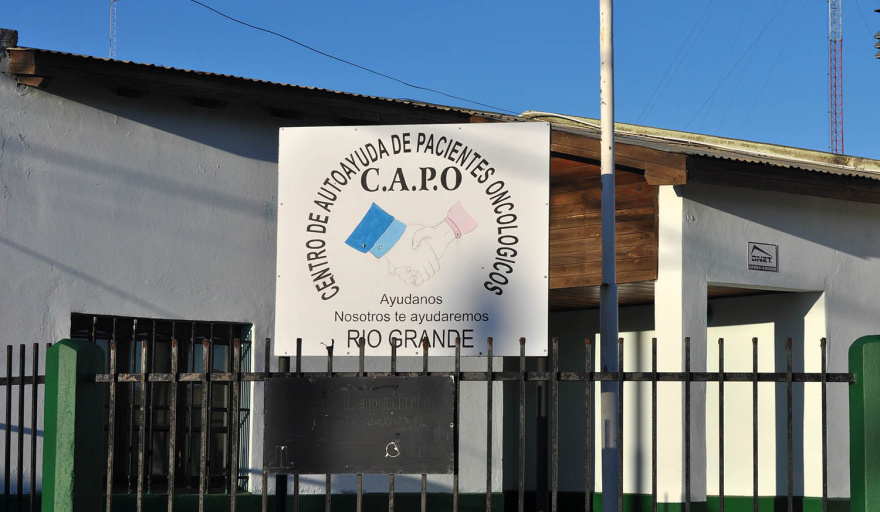 CENTRO DE AUTOAYUDA DE PACIENTES ONCOLOGICOS
C.A.P.O
Ayudanos
Nosotros te ayudaremos
RIO GRANDE